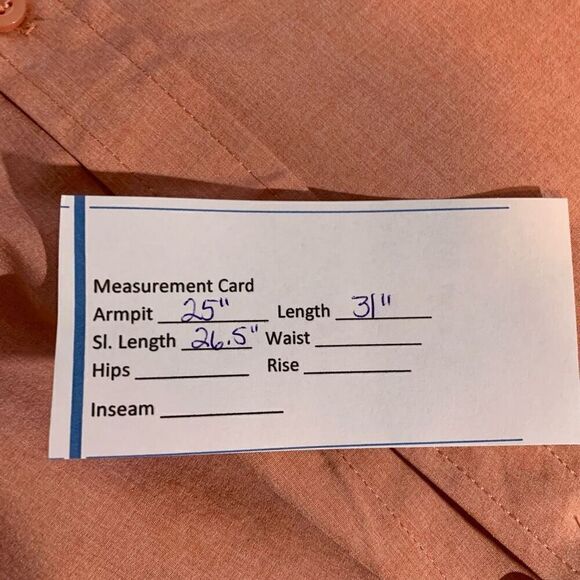 Measurement Card
Armpit 25" Length 31"
Sl. Length 26.5" Waist
Hips Rise
Inseam